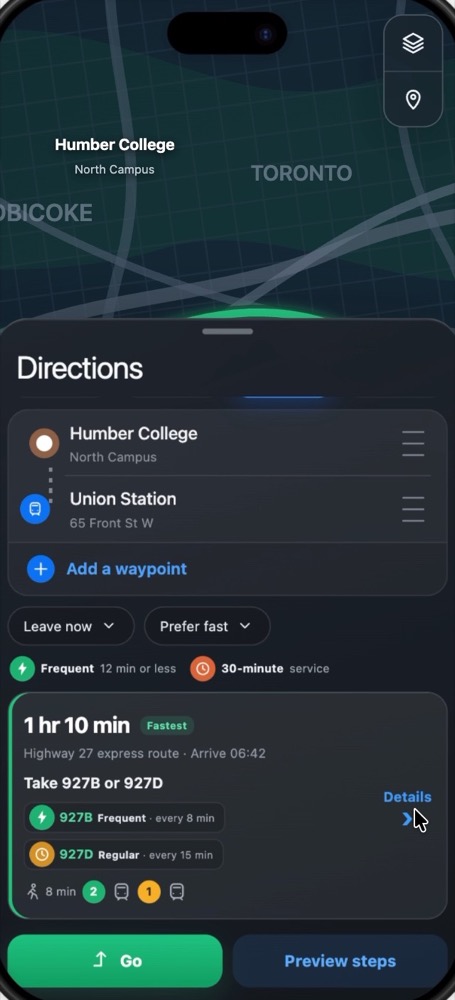 Humber College
North Campus
TORONTO
OBICOKE
Directions
Humber College
North Campus
Union Station
65 Front St W
Add a waypoint
Leave now
Prefer fast
Frequent 12 min or less
30-minute service
1 hr 10 min Fastest
Highway 27 express route · Arrive 06:42
Take 927B or 927D
Details
927B Frequent · every 8 min
927D Regular · every 15 min
8 min 2 1
Go
Preview steps